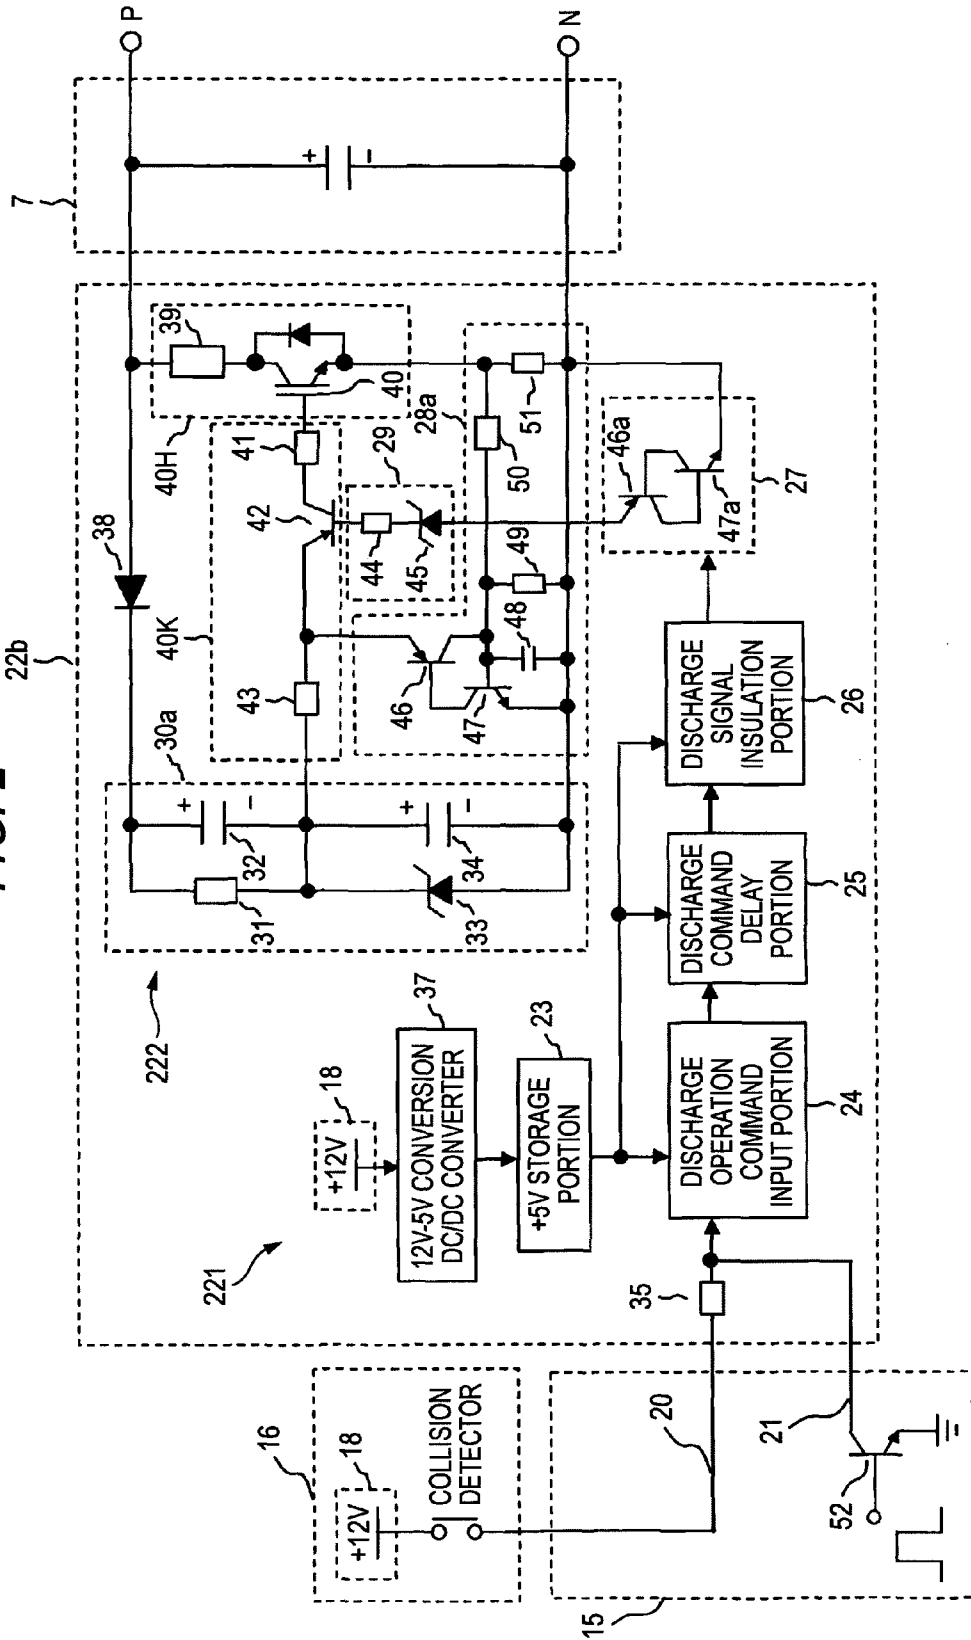 22b
222
30a
38
7
P
16
18
+12V
COLLISION
DETECTOR
221
18
+12V
37
12V-5V CONVERSION
DC/DC CONVERTER
23
+5V STORAGE
PORTION
31
32
+
-
33
34
+
-
40K
43
42
41
40H
39
40
44
45
29
28a
46
47
48
49
50
51
+
-
N
15
20
21
52
35
DISCHARGE
OPERATION
COMMAND
INPUT PORTION
24
DISCHARGE
COMMAND
DELAY
PORTION
25
DISCHARGE
SIGNAL
INSULATION
PORTION
26
46a
47a
27